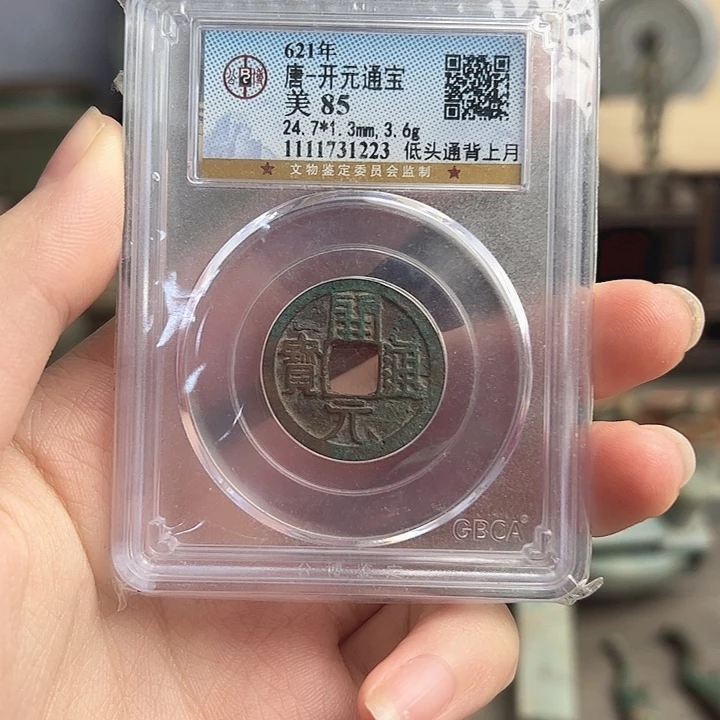 621年
唐-开元通宝
美 85
24.7*1.3mm, 3.6g
1111731223 低头通背上月
★ 文物鉴定委员会监制 ★
開
寶 通
元
GBCA®